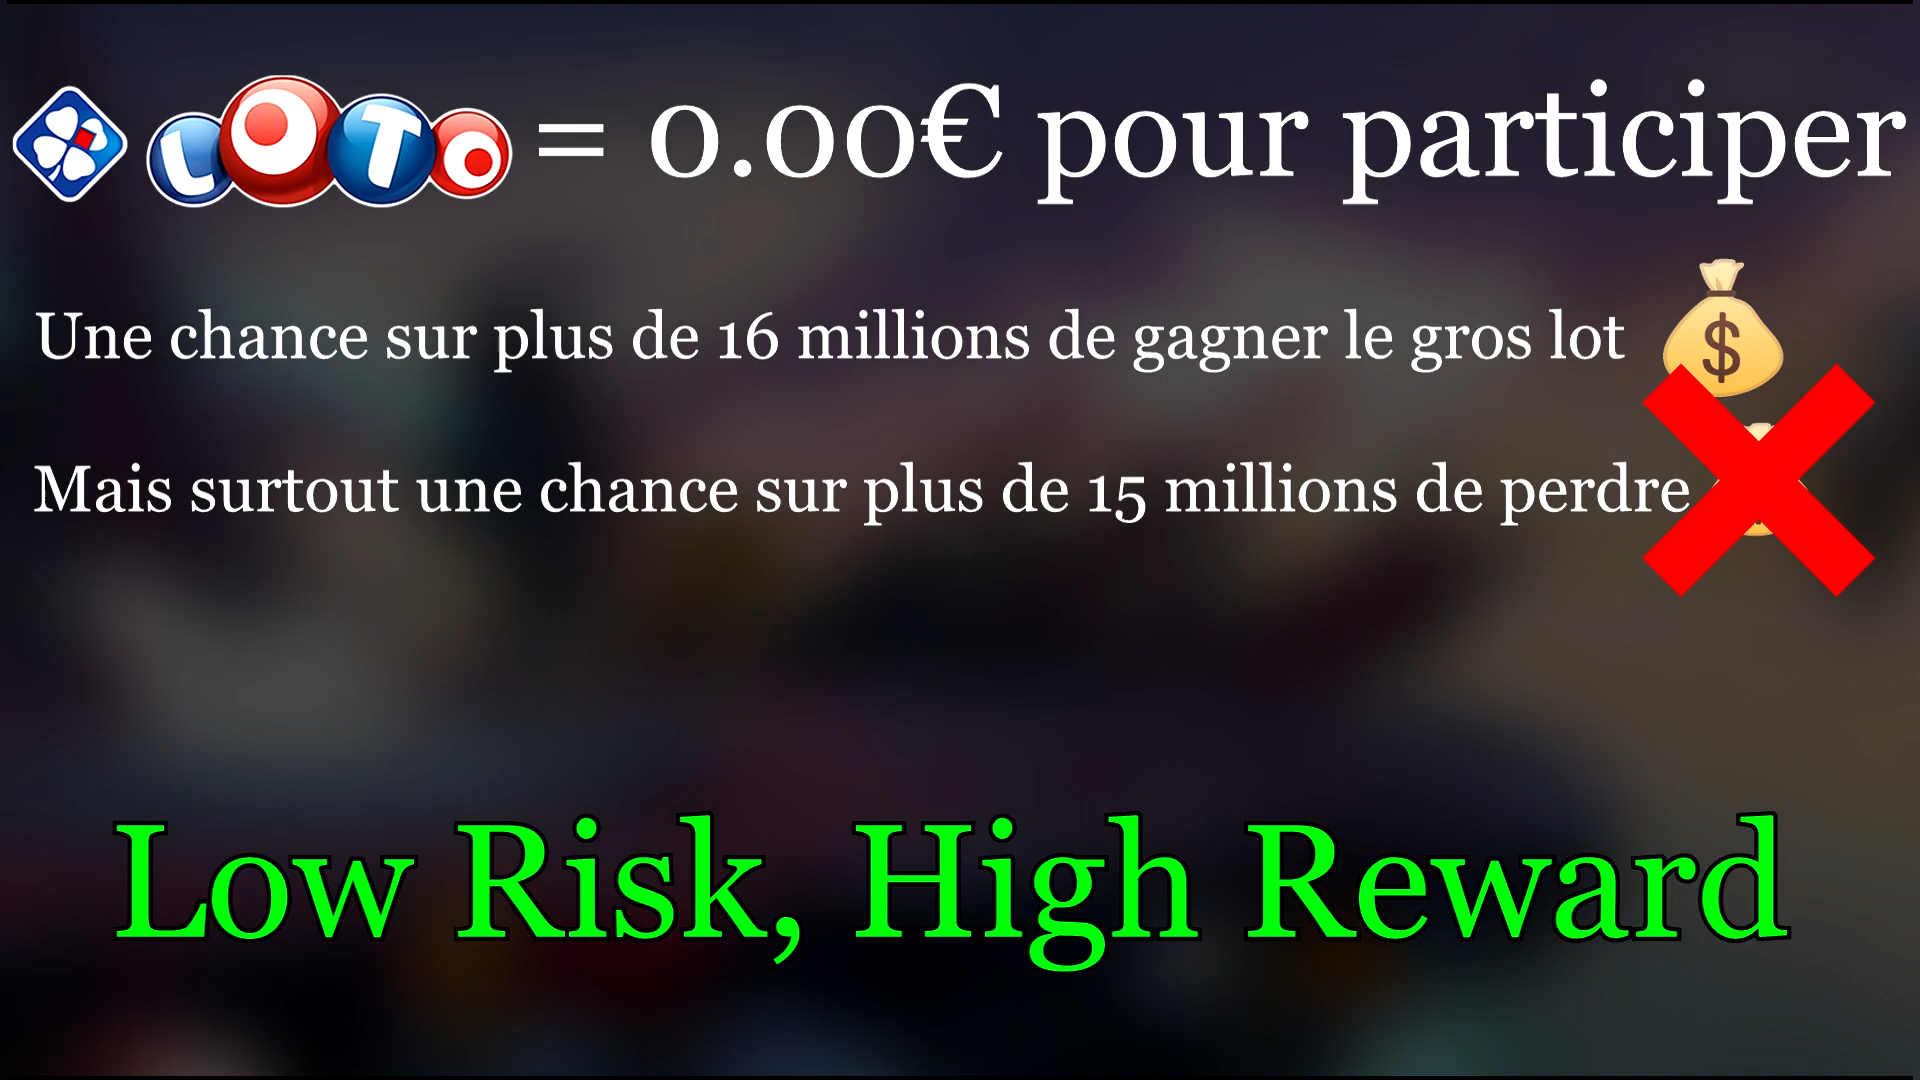 LOTO = 0.00€ pour participer
Une chance sur plus de 16 millions de gagner le gros lot
Mais surtout une chance sur plus de 15 millions de perdre
Low Risk, High Reward